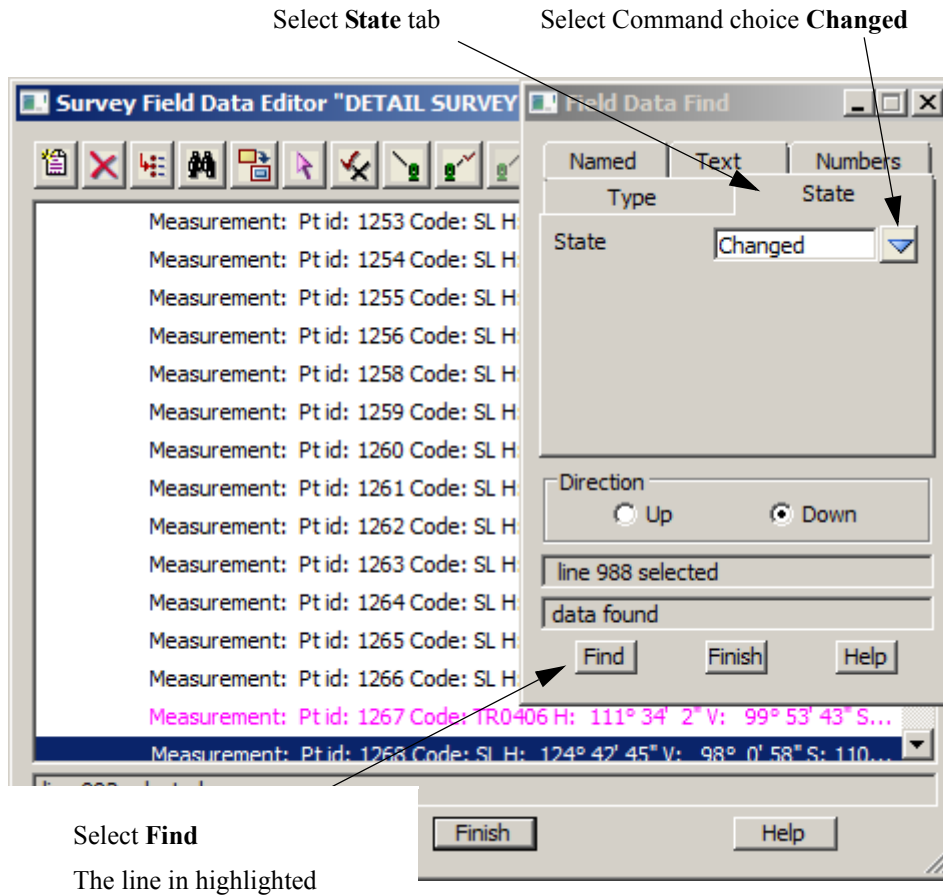 Select State tab
Select Command choice Changed
Survey Field Data Editor "DETAIL SURVEY
Field Data Find
Named Text Numbers
Type State
State Changed
Measurement: Pt id: 1253 Code: SL H:
Measurement: Pt id: 1254 Code: SL H:
Measurement: Pt id: 1255 Code: SL H:
Measurement: Pt id: 1256 Code: SL H:
Measurement: Pt id: 1258 Code: SL H:
Measurement: Pt id: 1259 Code: SL H:
Measurement: Pt id: 1260 Code: SL H:
Measurement: Pt id: 1261 Code: SL H:
Measurement: Pt id: 1262 Code: SL H:
Measurement: Pt id: 1263 Code: SL H:
Measurement: Pt id: 1264 Code: SL H:
Measurement: Pt id: 1265 Code: SL H:
Measurement: Pt id: 1266 Code: SL H:
Measurement: Pt id: 1267 Code: TR0406 H: 111° 34' 2" V: 99° 53' 43" S...
Measurement: Pt id: 1268 Code: SL H: 124° 42' 45" V: 98° 0' 58" S: 110...
Direction
Up Down
line 988 selected
data found
Find Finish Help
Finish Help
Select Find
The line in highlighted